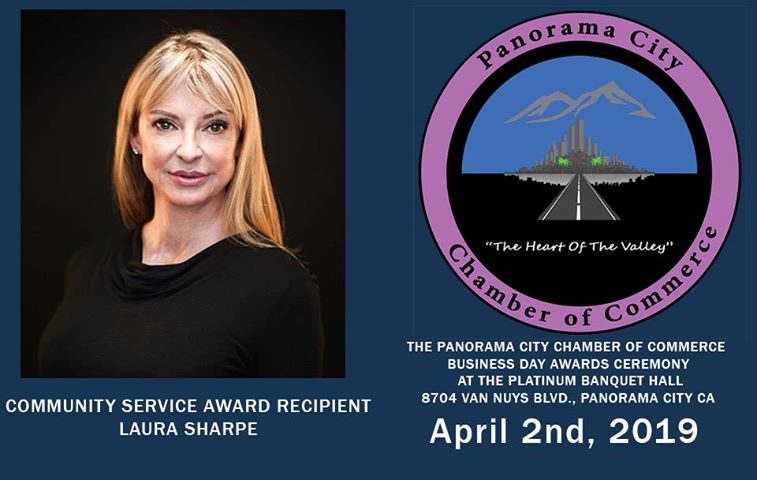 COMMUNITY SERVICE AWARD RECIPIENT
LAURA SHARPE
Panorama City
"The Heart Of The Valley"
Chamber of Commerce
THE PANORAMA CITY CHAMBER OF COMMERCE
BUSINESS DAY AWARDS CEREMONY
AT THE PLATINUM BANQUET HALL
8704 VAN NUYS BLVD., PANORAMA CITY CA
April 2nd, 2019